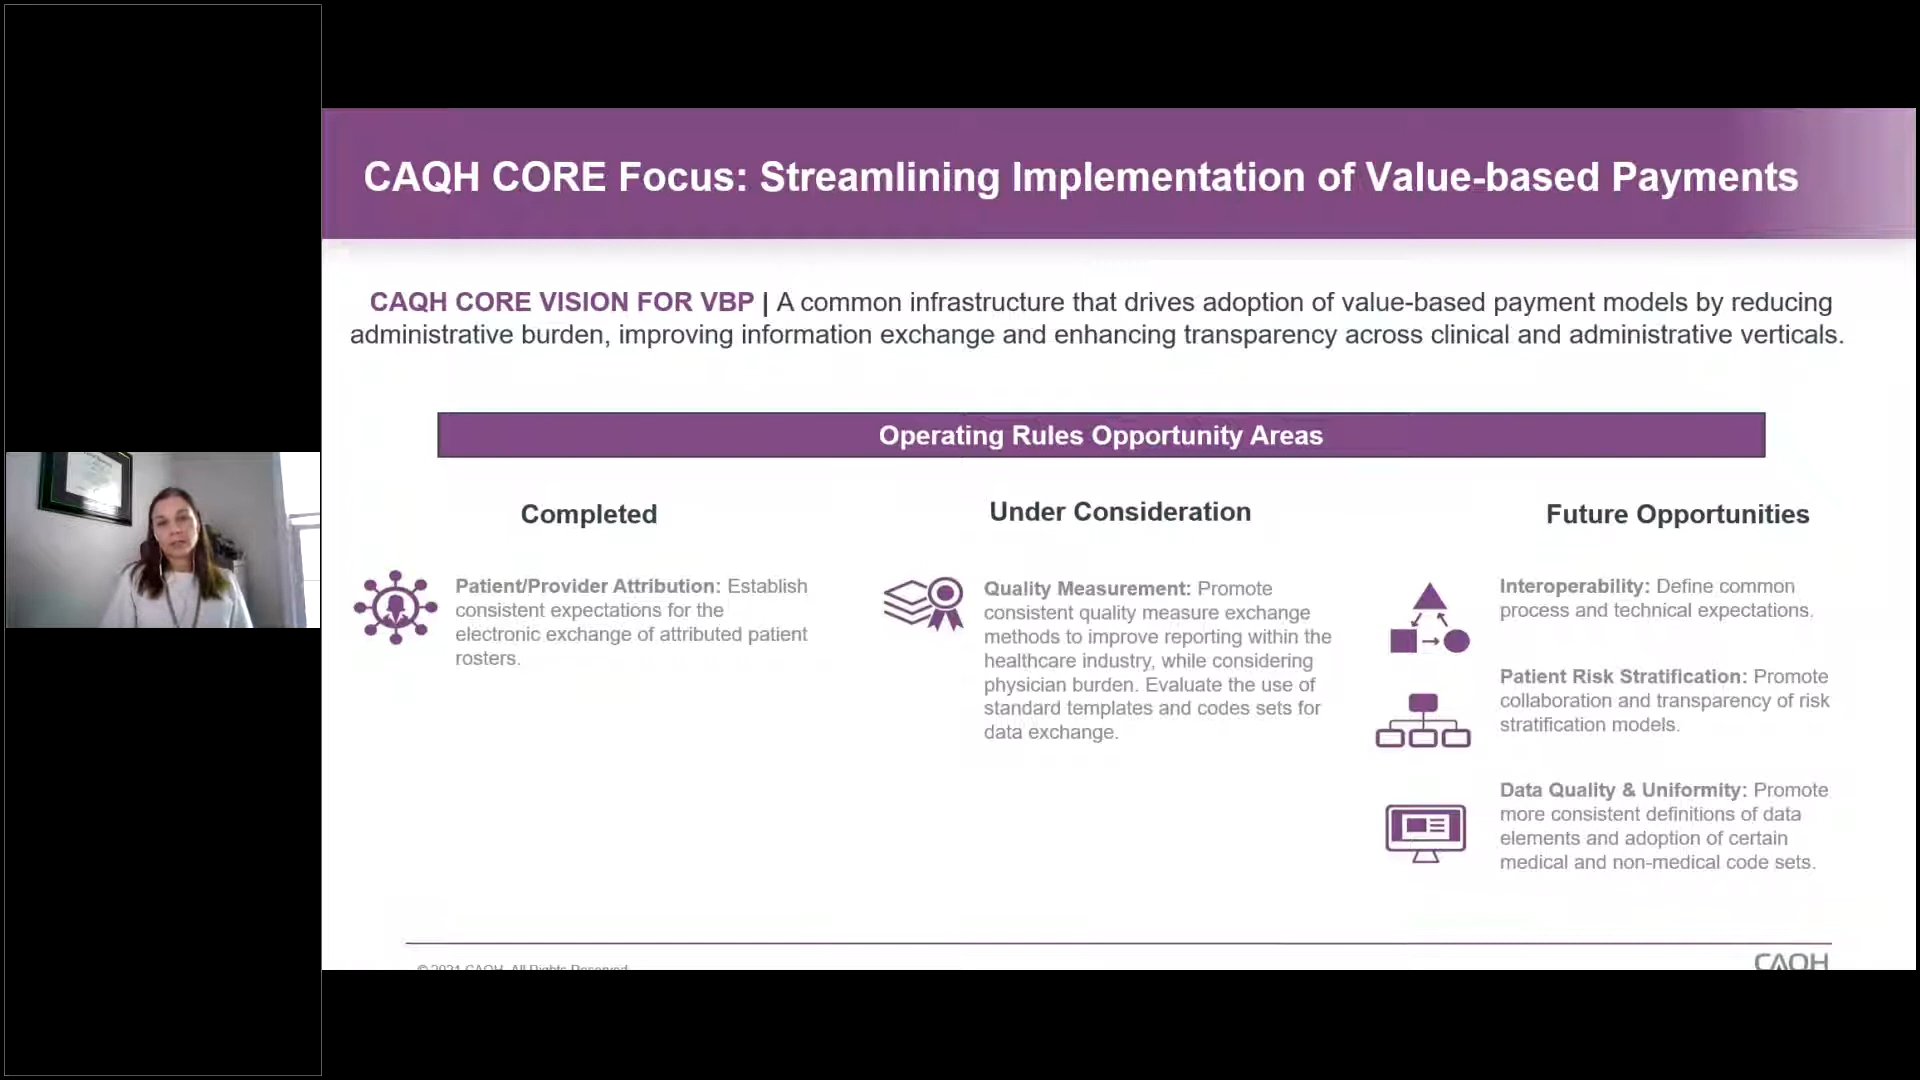 CAQH CORE Focus: Streamlining Implementation of Value-based Payments
CAQH CORE VISION FOR VBP | A common infrastructure that drives adoption of value-based payment models by reducing
administrative burden, improving information exchange and enhancing transparency across clinical and administrative verticals.
Operating Rules Opportunity Areas
Completed
Patient/Provider Attribution: Establish
consistent expectations for the
electronic exchange of attributed patient
rosters.
Under Consideration
Quality Measurement: Promote
consistent quality measure exchange
methods to improve reporting within the
healthcare industry, while considering
physician burden. Evaluate the use of
standard templates and codes sets for
data exchange.
Future Opportunities
Interoperability: Define common
process and technical expectations.
Patient Risk Stratification: Promote
collaboration and transparency of risk
stratification models.
Data Quality & Uniformity: Promote
more consistent definitions of data
elements and adoption of certain
medical and non-medical code sets.
© 2021 CAQH, All Rights Reserved
CAQH